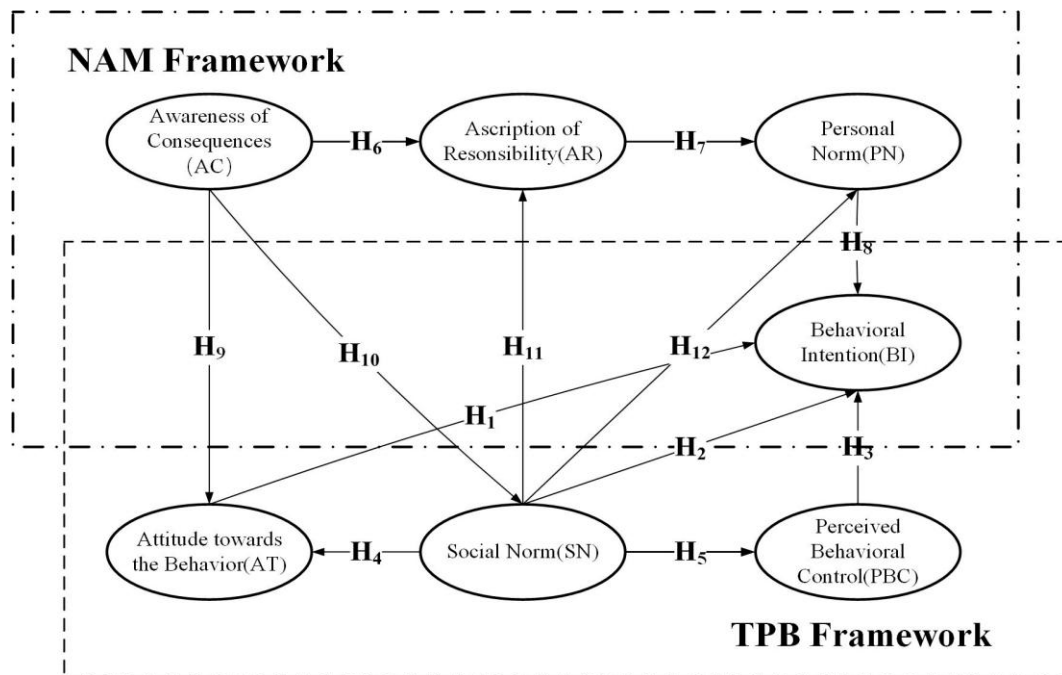 NAM Framework
Awareness of
Consequences
(AC)
H6
Ascription of
Resonsibility(AR)
H7
Personal
Norm(PN)
H8
H9
H10
H11
H12
Behavioral
Intention(BI)
H1
H2
H3
Attitude towards
the Behavior(AT)
H4
Social Norm(SN)
H5
Perceived
Behavioral
Control(PBC)
TPB Framework